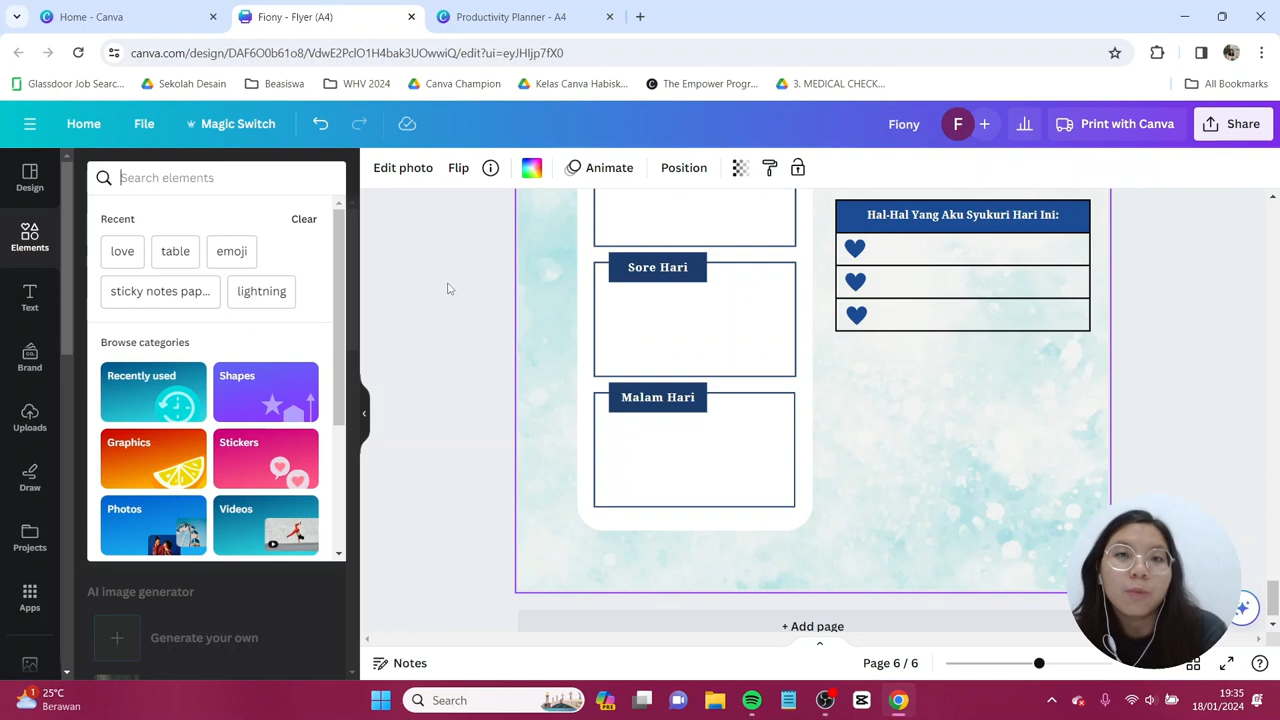 Home - Canva
Fiony - Flyer (A4)
Productivity Planner - A4
canva.com/design/DAF6O0b61o8/VdwE2PclO1H4bak3UOwwiQ/edit?ui=eyJHIjp7fX0
Glassdoor Job Searc...
Sekolah Desain
Beasiswa
WHV 2024
Canva Champion
Kelas Canva Habisk...
The Empower Progr...
3. MEDICAL CHECK...
All Bookmarks
Home
File
Magic Switch
Fiony
F
Print with Canva
Share
Design
Elements
Text
Brand
Uploads
Draw
Projects
Apps
Search elements
Recent
Clear
love
table
emoji
sticky notes pap...
lightning
Browse categories
Recently used
Shapes
Graphics
Stickers
Photos
Videos
AI image generator
Generate your own
Edit photo
Flip
Animate
Position
Sore Hari
Malam Hari
Hal-Hal Yang Aku Syukuri Hari Ini:
+ Add page
Notes
Page 6 / 6
1
25°C
Berawan
Search
PRE
19:35
18/01/2024